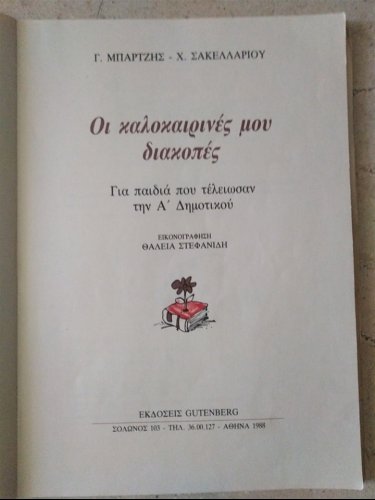 Γ. ΜΠΑΡΤΖΗΣ - Χ. ΣΑΚΕΛΛΑΡΙΟΥ
Οι καλοκαιρινές μου
διακοπές
Για παιδιά που τέλειωσαν
την Α΄ Δημοτικού
ΕΙΚΟΝΟΓΡΑΦΗΣΗ
ΘΑΛΕΙΑ ΣΤΕΦΑΝΙΔΗ
ΕΚΔΟΣΕΙΣ GUTENBERG
ΣΟΛΩΝΟΣ 103 - ΤΗΛ. 36.00.127 - ΑΘΗΝΑ 1988